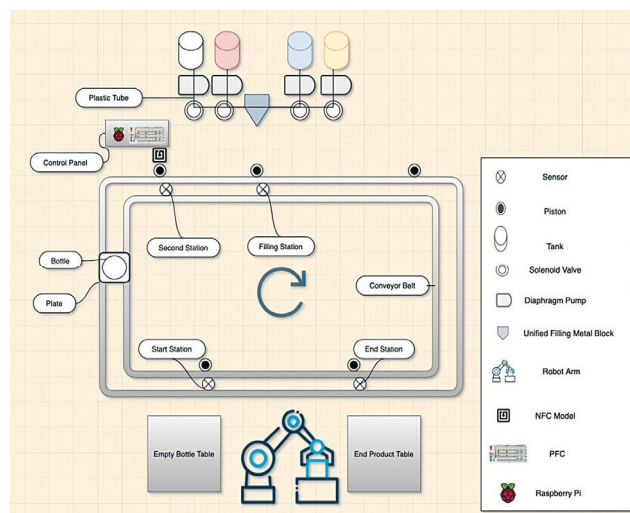 Plastic Tube
Control Panel
Second Station
Filling Station
Bottle
Plate
Conveyor Belt
Start Station
End Station
Empty Bottle Table
End Product Table
Sensor
Piston
Tank
Solenoid Valve
Diaphragm Pump
Unified Filling Metal Block
Robot Arm
NFC Model
PFC
Raspberry Pi